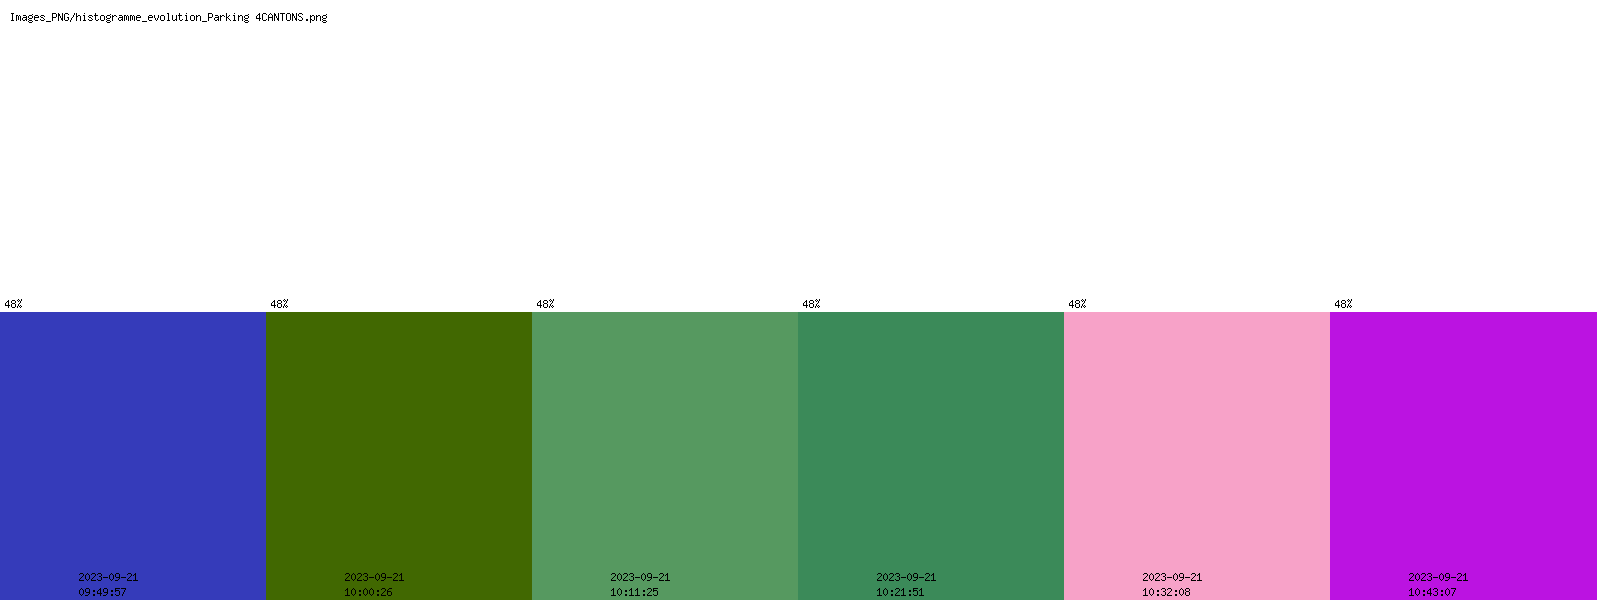 Images_PNG/histogramme_evolution_Parking 4CANTONS.png
48% 48% 48% 48% 48% 48%
2023-09-21 2023-09-21 2023-09-21 2023-09-21 2023-09-21 2023-09-21
09:49:57 10:00:26 10:11:25 10:21:51 10:32:08 10:43:07